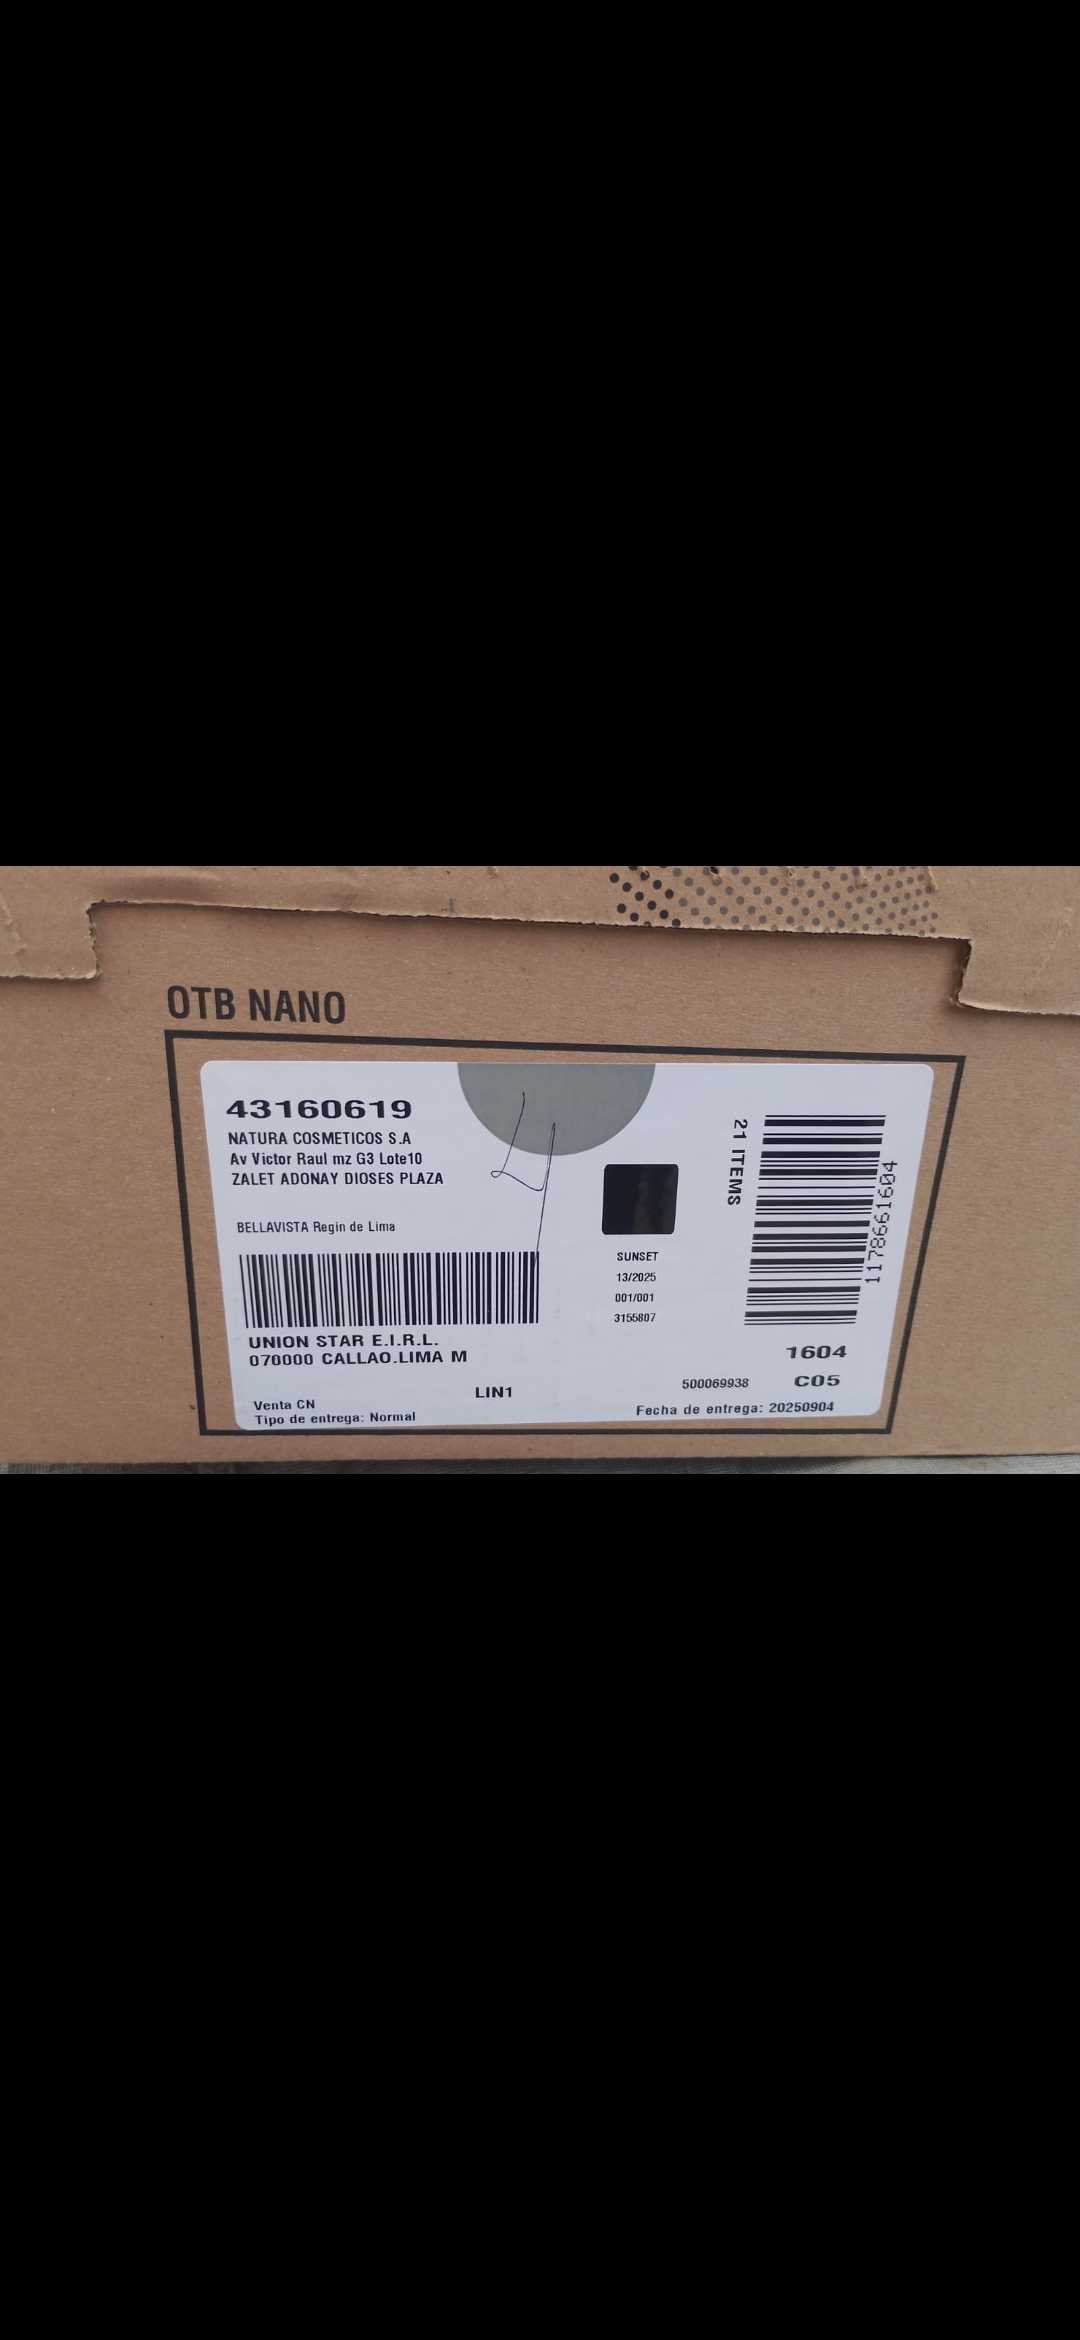 OTB NANO
43160619
NATURA COSMETICOS S.A
Av Victor Raul mz G3 Lote10
ZALET ADONAY DIOSES PLAZA
BELLAVISTA Regin de Lima
UNION STAR E.I.R.L.
070000 CALLAO.LIMA M
LIN1
Venta CN
Tipo de entrega: Normal
SUNSET
13/2025
001/001
3155807
21 ITEMS
1178661604
1604
500069938 C05
Fecha de entrega: 20250904